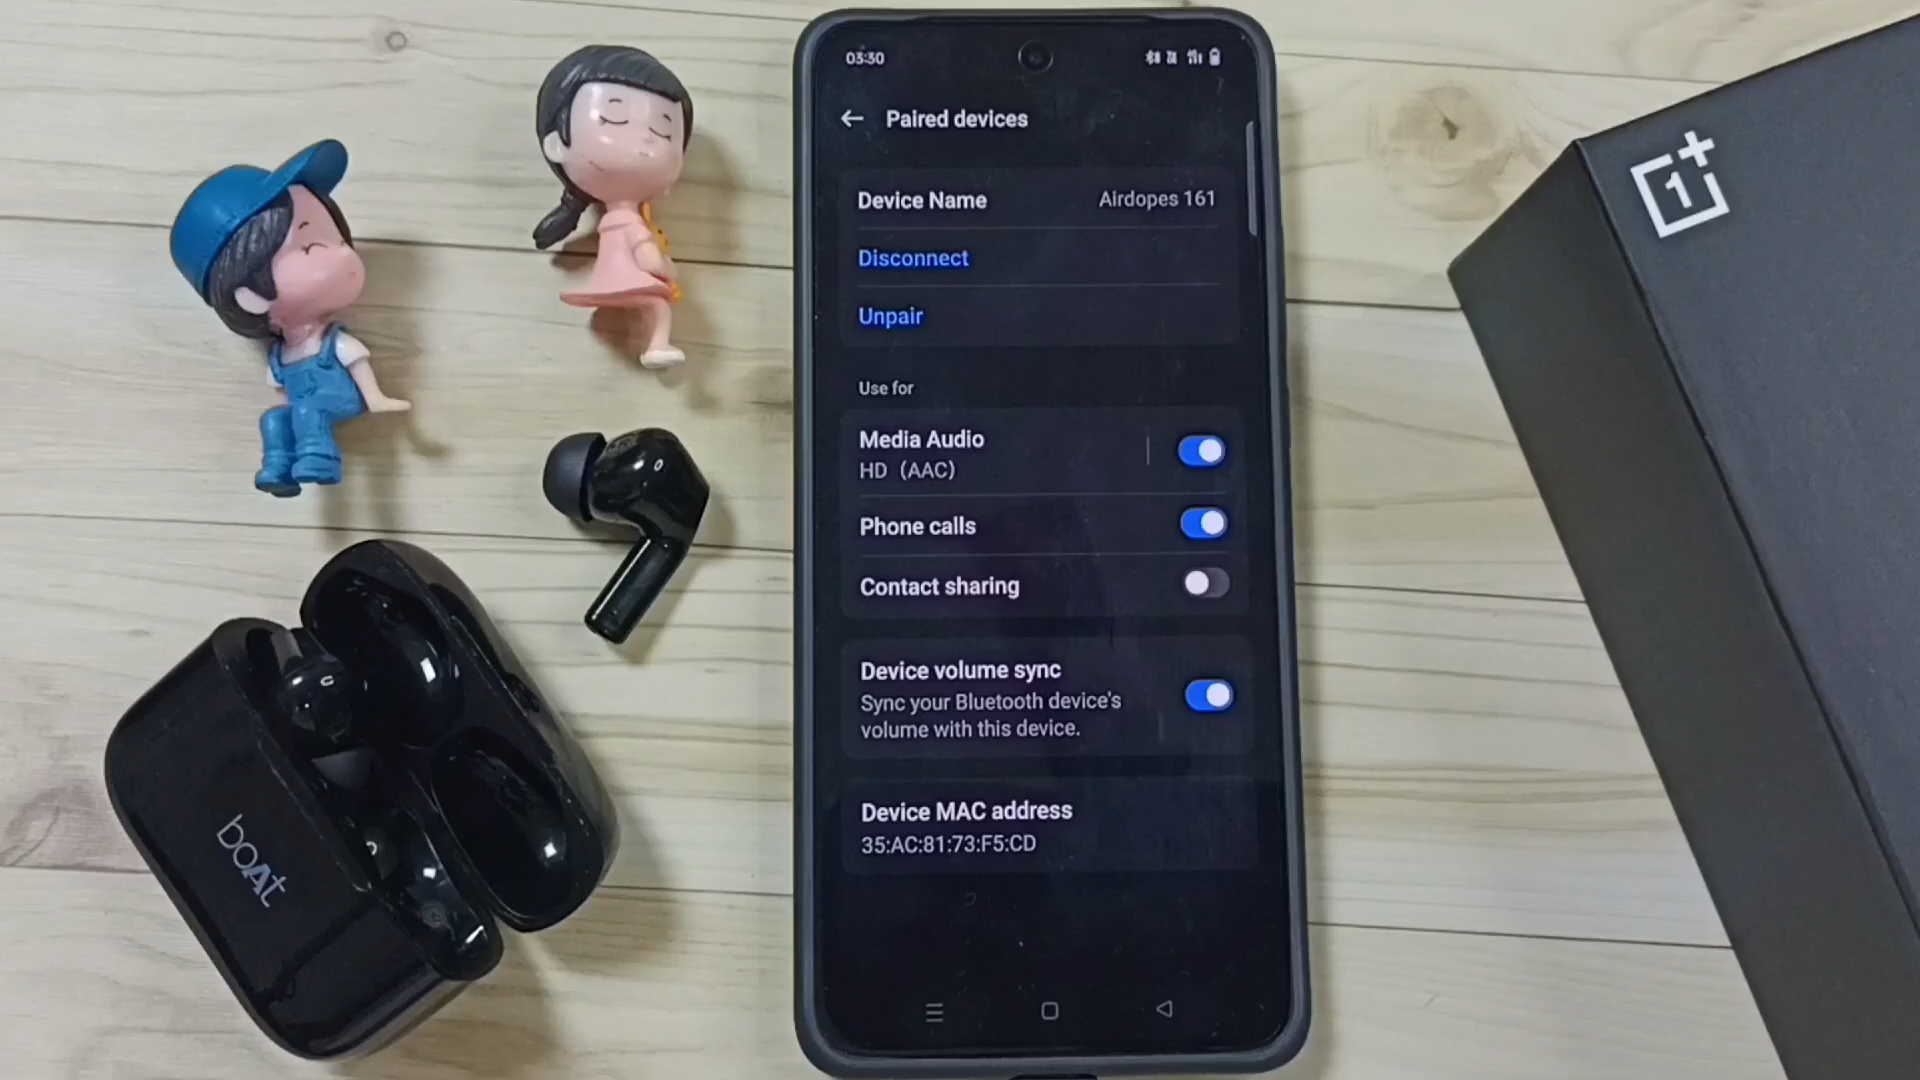 03:30
Paired devices
Device Name
Airdopes 161
Disconnect
Unpair
Use for
Media Audio
HD (AAC)
Phone calls
Contact sharing
Device volume sync
Sync your Bluetooth device's
volume with this device.
Device MAC address
35:AC:81:73:F5:CD
boAt
1+